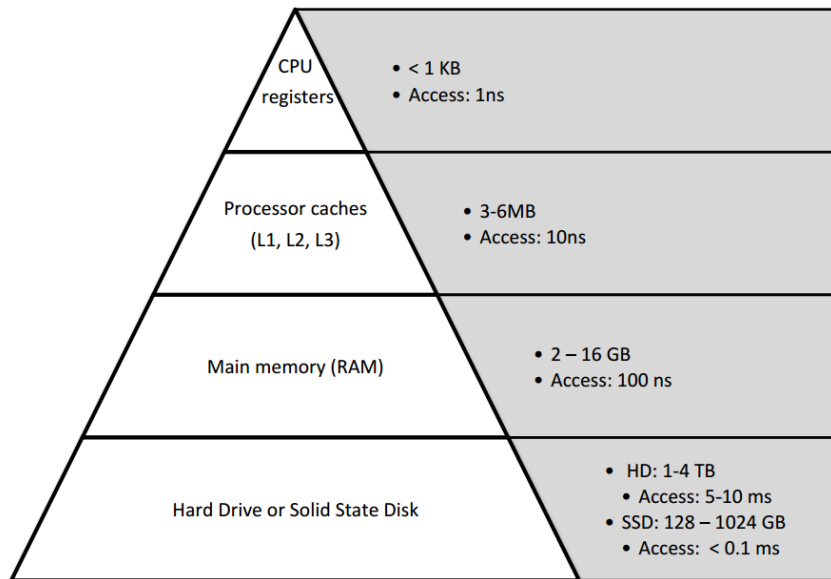 CPU
registers
• < 1 KB
• Access: 1ns
Processor caches
(L1, L2, L3)
• 3-6MB
• Access: 10ns
Main memory (RAM)
• 2 – 16 GB
• Access: 100 ns
Hard Drive or Solid State Disk
• HD: 1-4 TB
• Access: 5-10 ms
• SSD: 128 – 1024 GB
• Access: < 0.1 ms